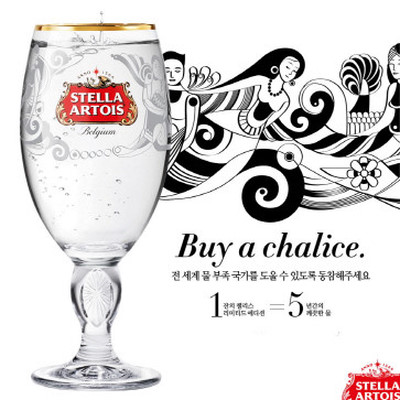 STELLA
ARTOIS
Belgium
Buy a chalice.
전 세계 물 부족 국가를 도울 수 있도록 동참해주세요
1 잔의 챌리스
리미티드 에디션 = 5 년간의
깨끗한 물
STELLA
ARTOIS